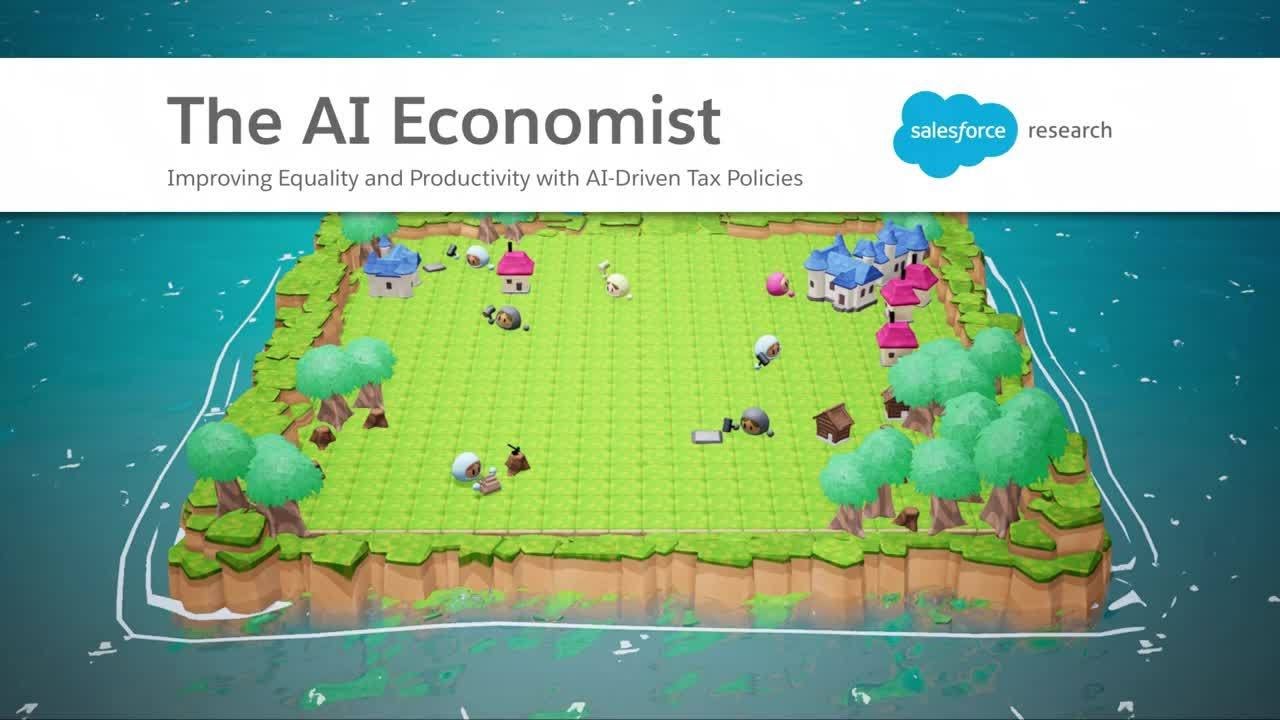 The AI Economist
Improving Equality and Productivity with AI-Driven Tax Policies
salesforce research